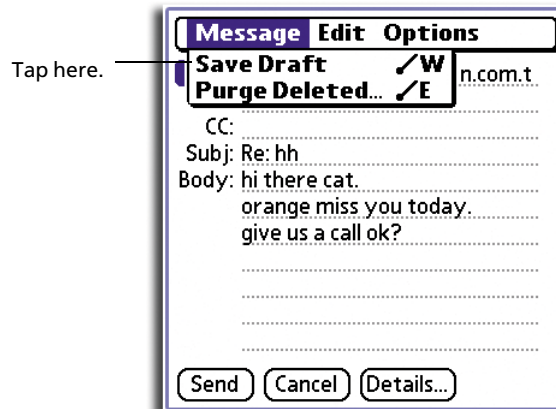 Message Edit Options
Tap here.
Save Draft /W
n.com.t
Purge Deleted... /E
CC:
Subj: Re: hh
Body: hi there cat.
orange miss you today.
give us a call ok?
Send Cancel Details...